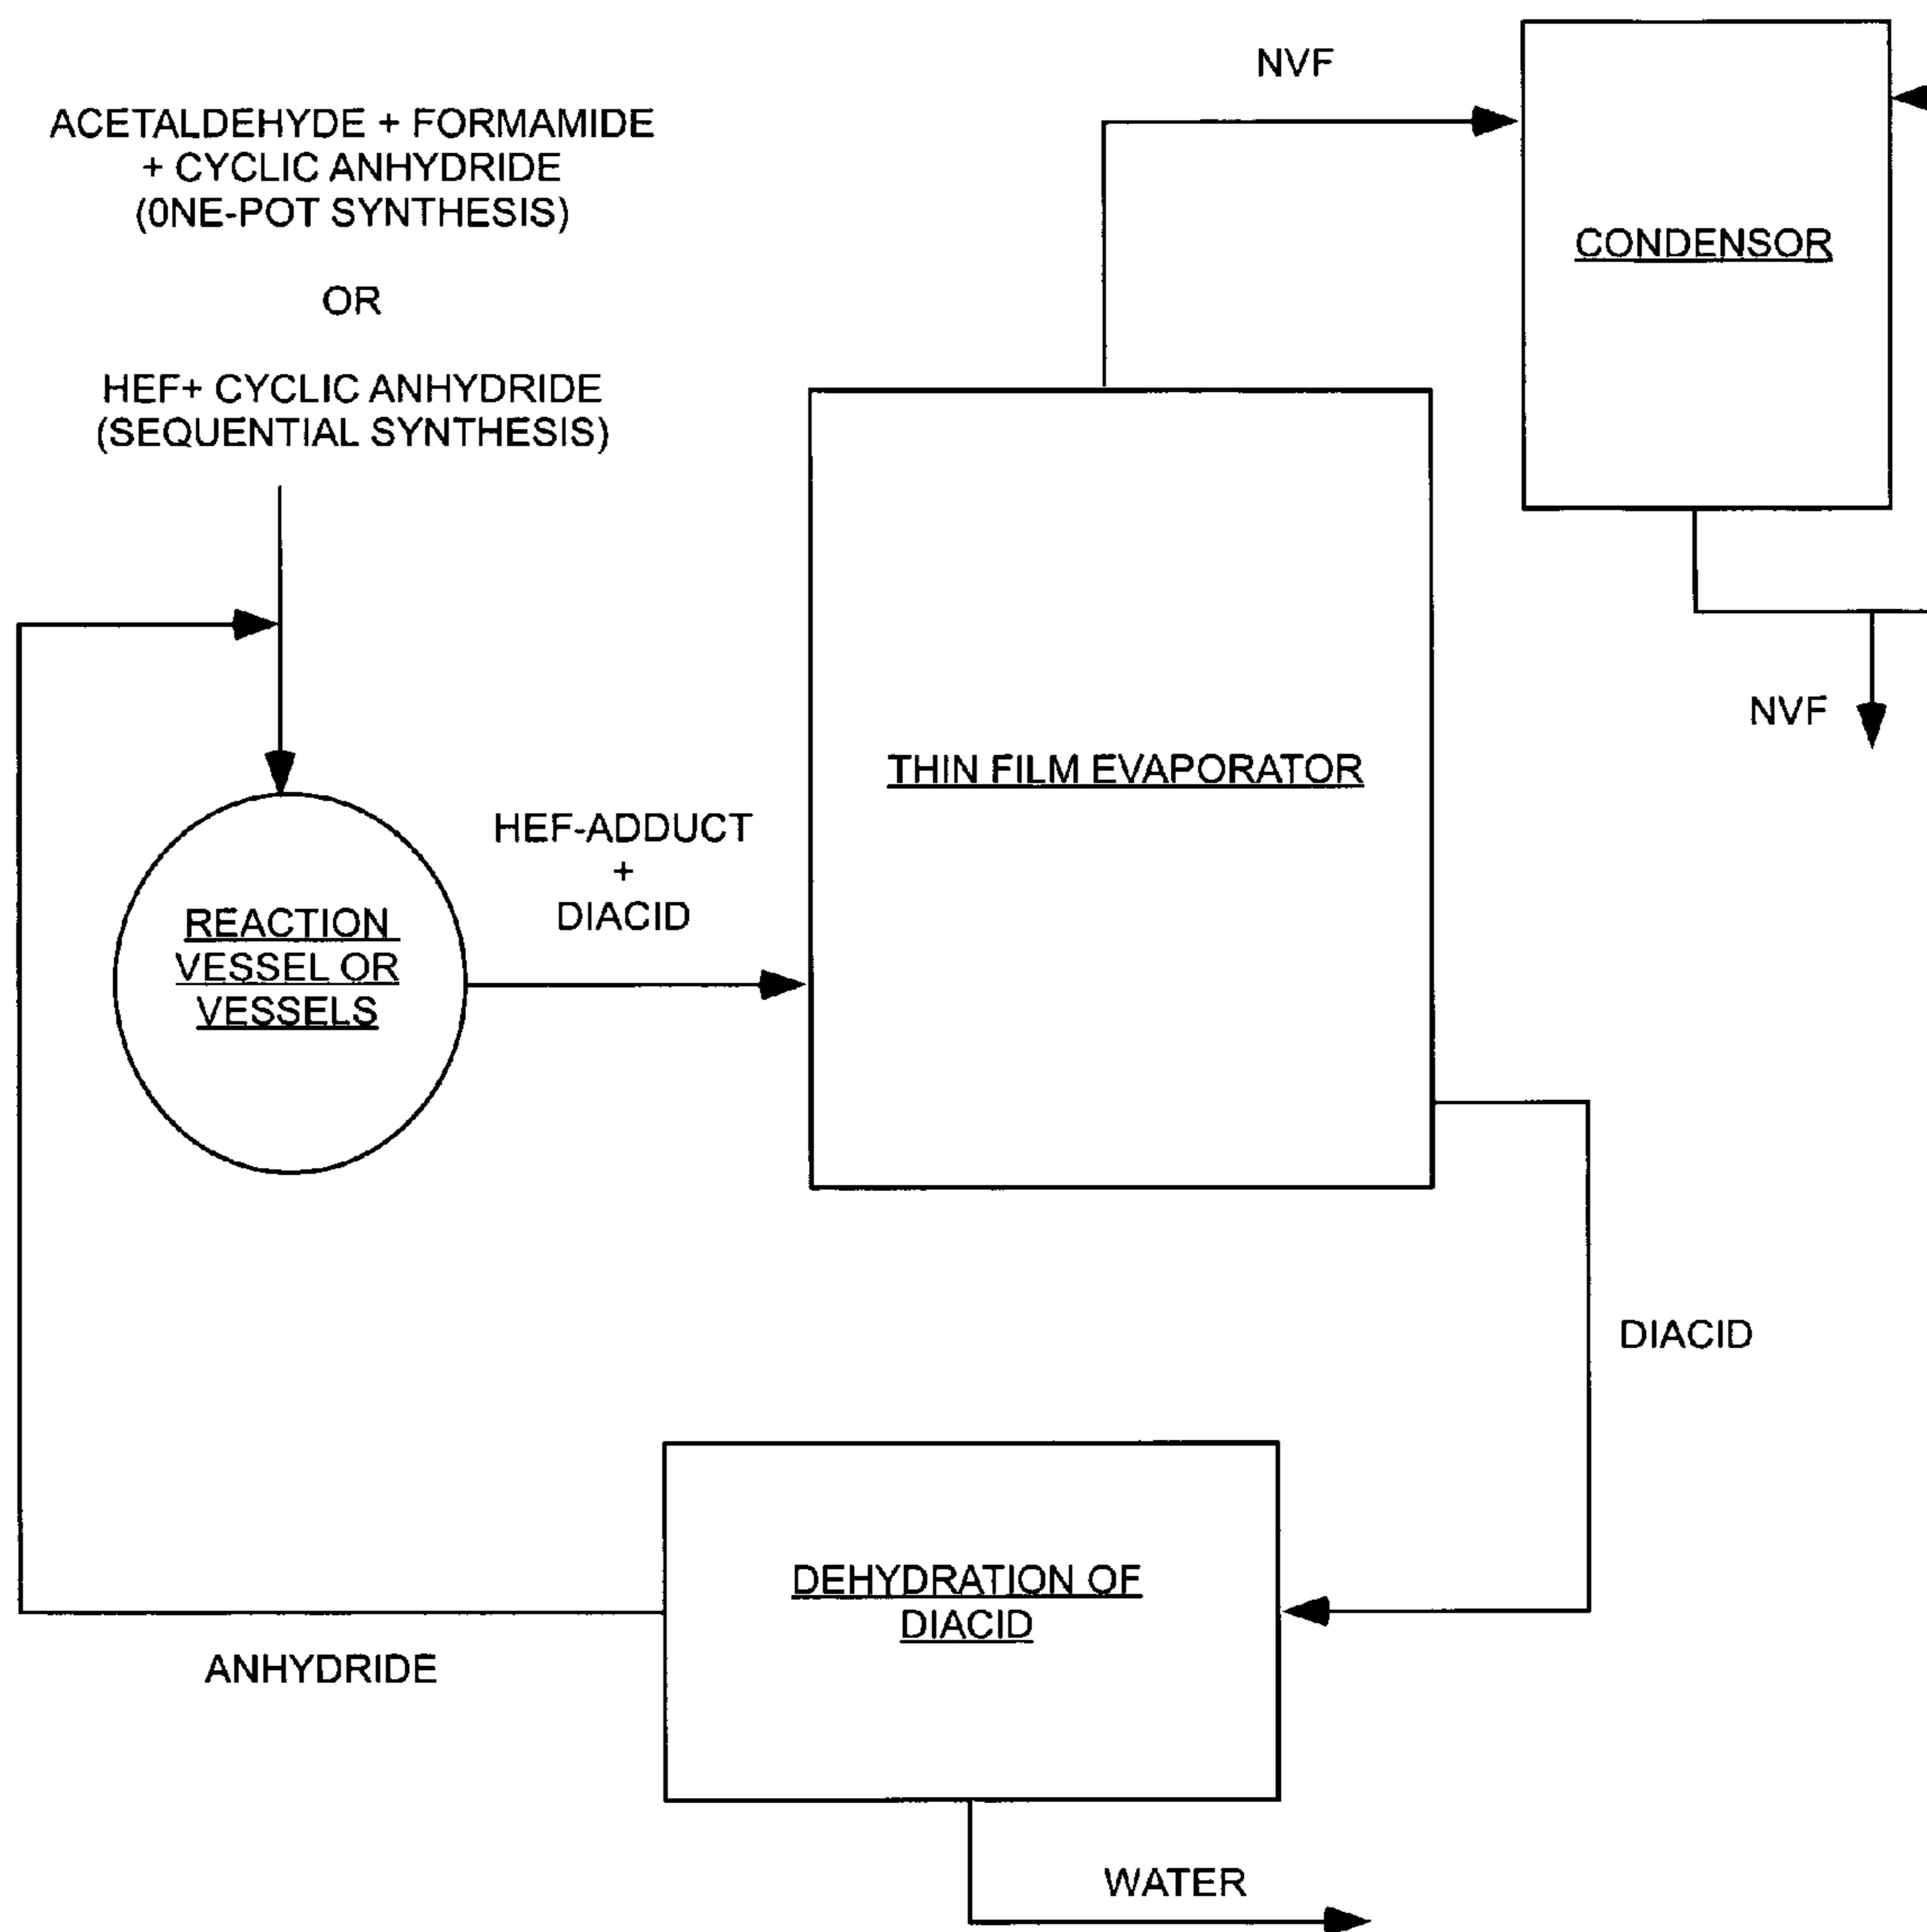 NVF
ACETALDEHYDE + FORMAMIDE
+ CYCLIC ANHYDRIDE
(0NE-POT SYNTHESIS)
CONDENSOR
OR
HEF+ CYCLIC ANHYDRIDE
(SEQUENTIAL SYNTHESIS)
NVF
THIN FILM EVAPORATOR
HEF-ADDUCT
+
DIACID
REACTION
VESSEL OR
VESSELS
DIACID
DEHYDRATION OF
DIACID
ANHYDRIDE
WATER